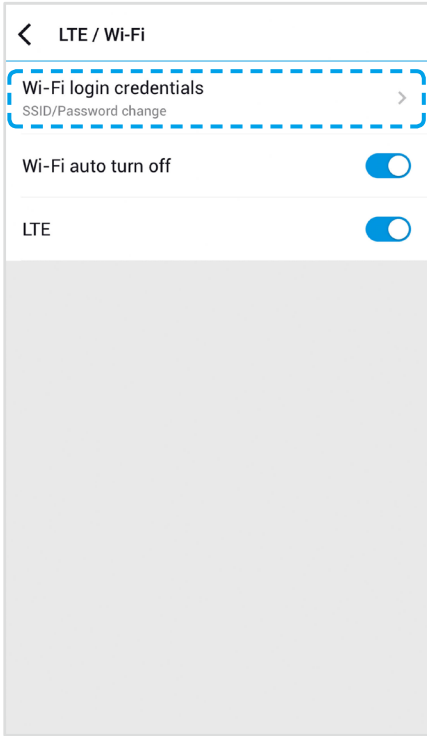 LTE / Wi-Fi
Wi-Fi login credentials
SSID/Password change
Wi-Fi auto turn off
LTE